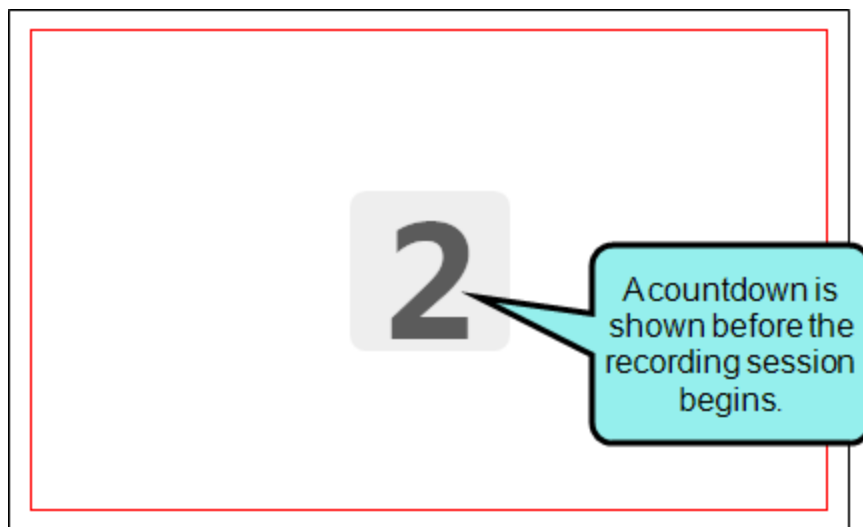 2
A countdown is
shown before the
recording session
begins.